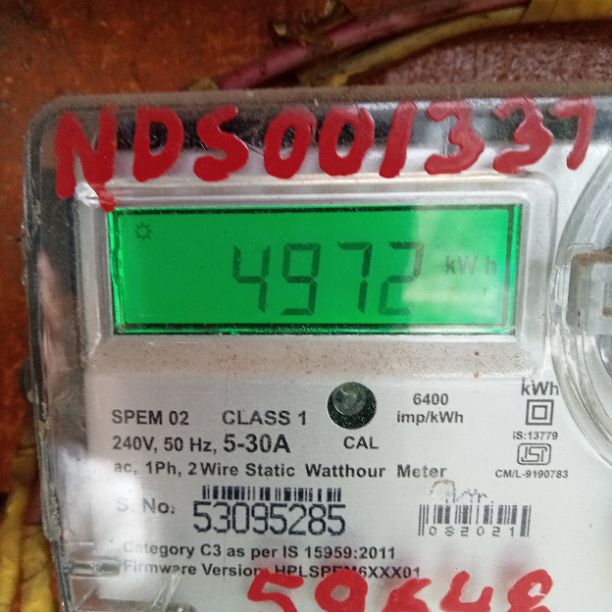 NDS001337
4972 kWh
6400 imp/kWh
kWh
SPEM 02 CLASS 1
CAL
IS:13779
240V, 50 Hz, 5-30A
CM/L-9190783
ac, 1Ph, 2 Wire Static Watthour Meter
S. No: 53095285
082021
Category C3 as per IS 15959:2011
Firmware Version: HPLSPEM6XXX01
59648